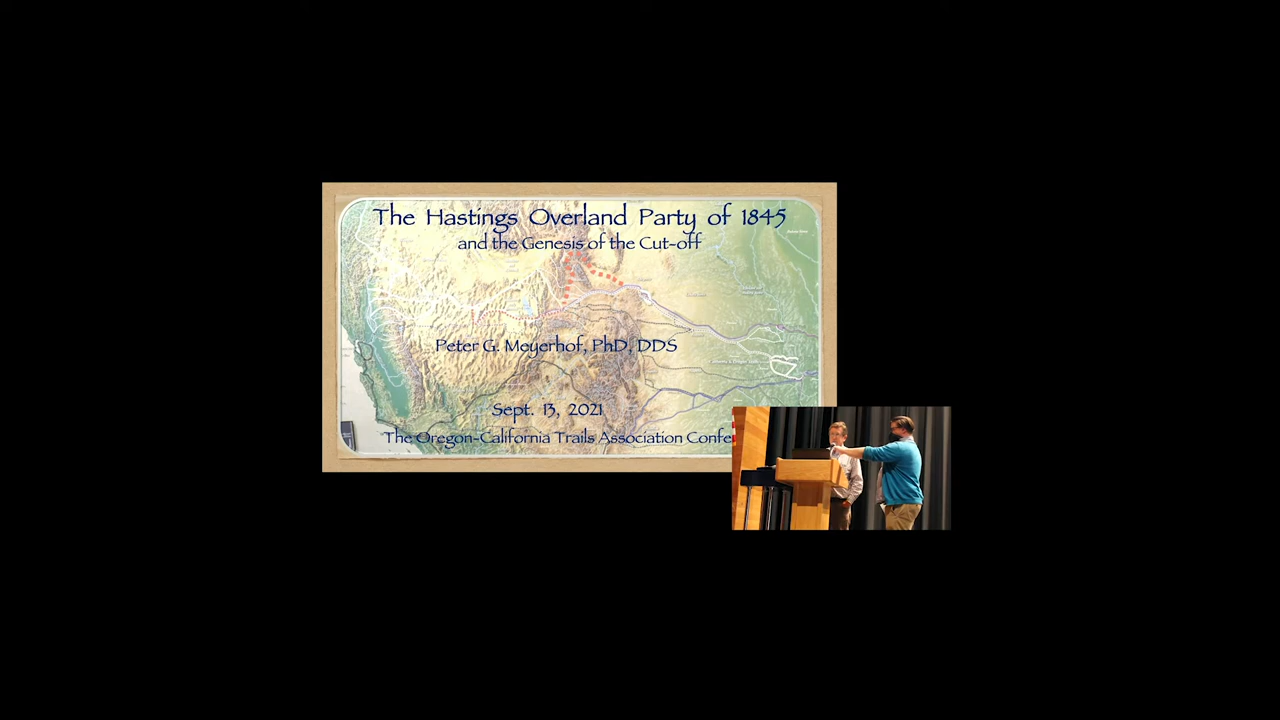 The Hastings Overland Party of 1845
and the Genesis of the Cut-off
Peter G. Meyerhof, PhD, DDS
Sept. 13, 2021
The Oregon-California Trails Association Confe